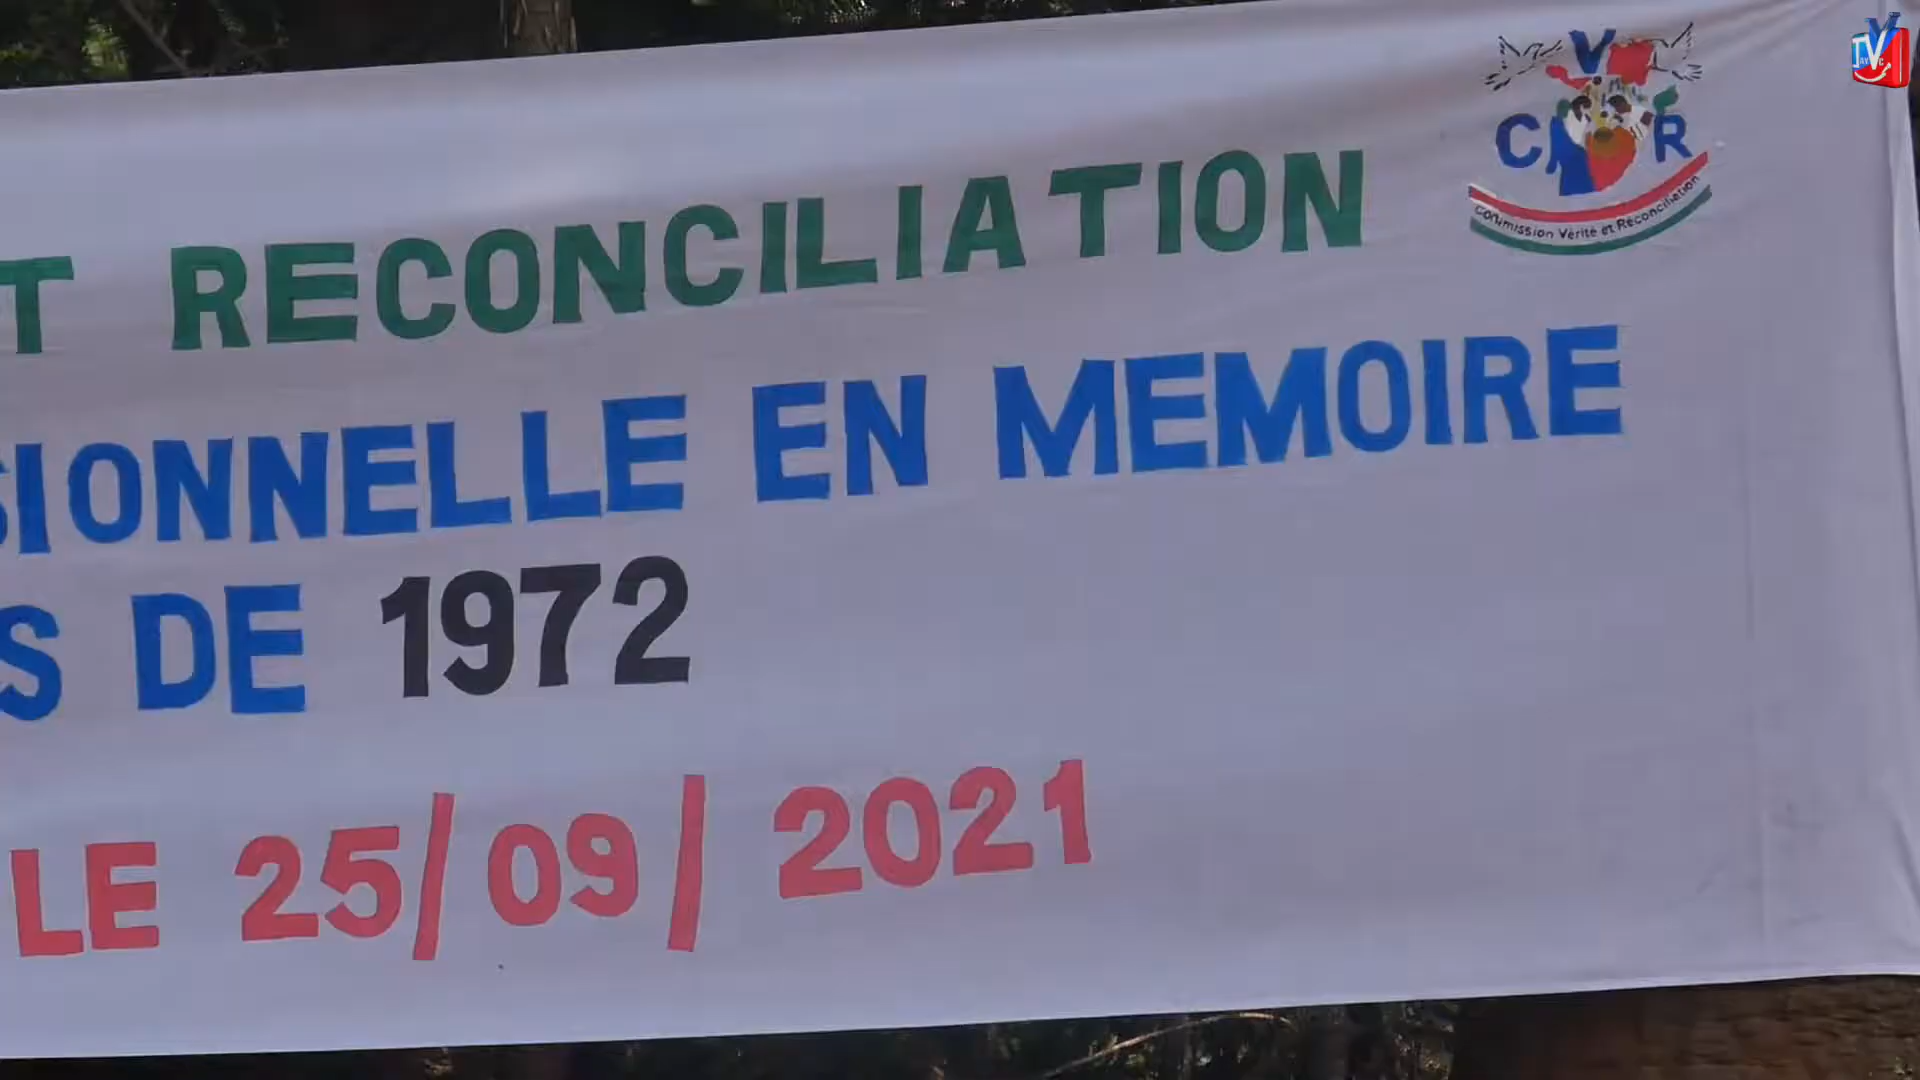 T RECONCILIATION
SIONNELLE EN MEMOIRE
S DE 1972
LE 25/09/2021
V
C R
Commission Vérité et Réconciliation